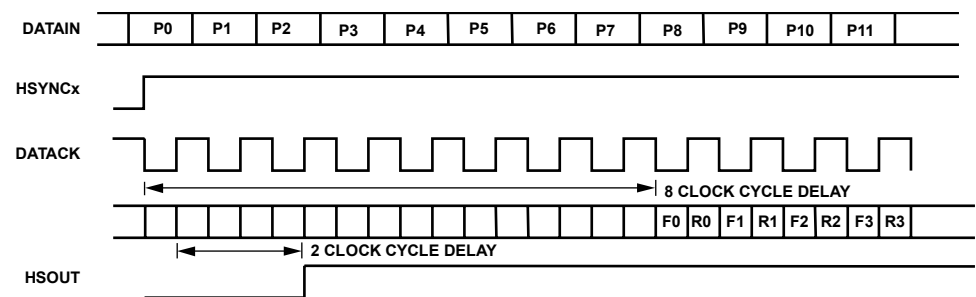 DATAIN P0 P1 P2 P3 P4 P5 P6 P7 P8 P9 P10 P11
HSYNCx
DATACK
8 CLOCK CYCLE DELAY
F0 R0 F1 R1 F2 R2 F3 R3
2 CLOCK CYCLE DELAY
HSOUT